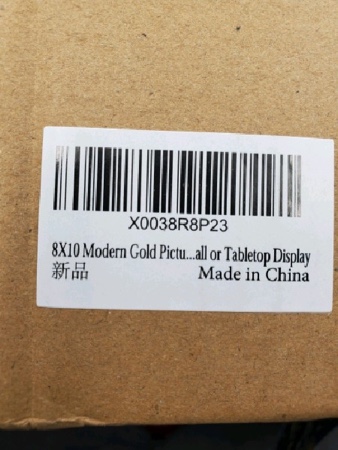 X0038R8P23
8X10 Modern Gold Pictu...all or Tabletop Display
新品 Made in China